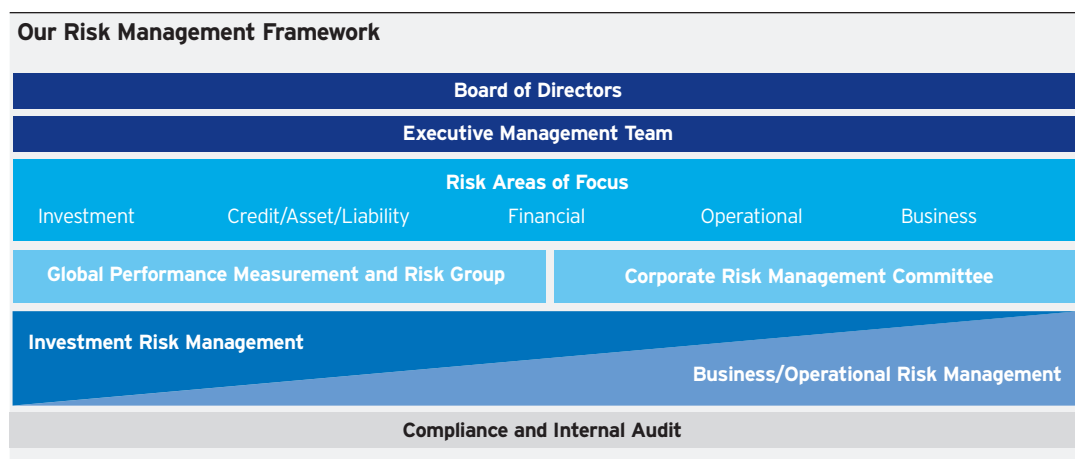 Our Risk Management Framework
Board of Directors
Executive Management Team
Risk Areas of Focus
Investment Credit/Asset/Liability Financial Operational Business
Global Performance Measurement and Risk Group Corporate Risk Management Committee
Investment Risk Management
Business/Operational Risk Management
Compliance and Internal Audit